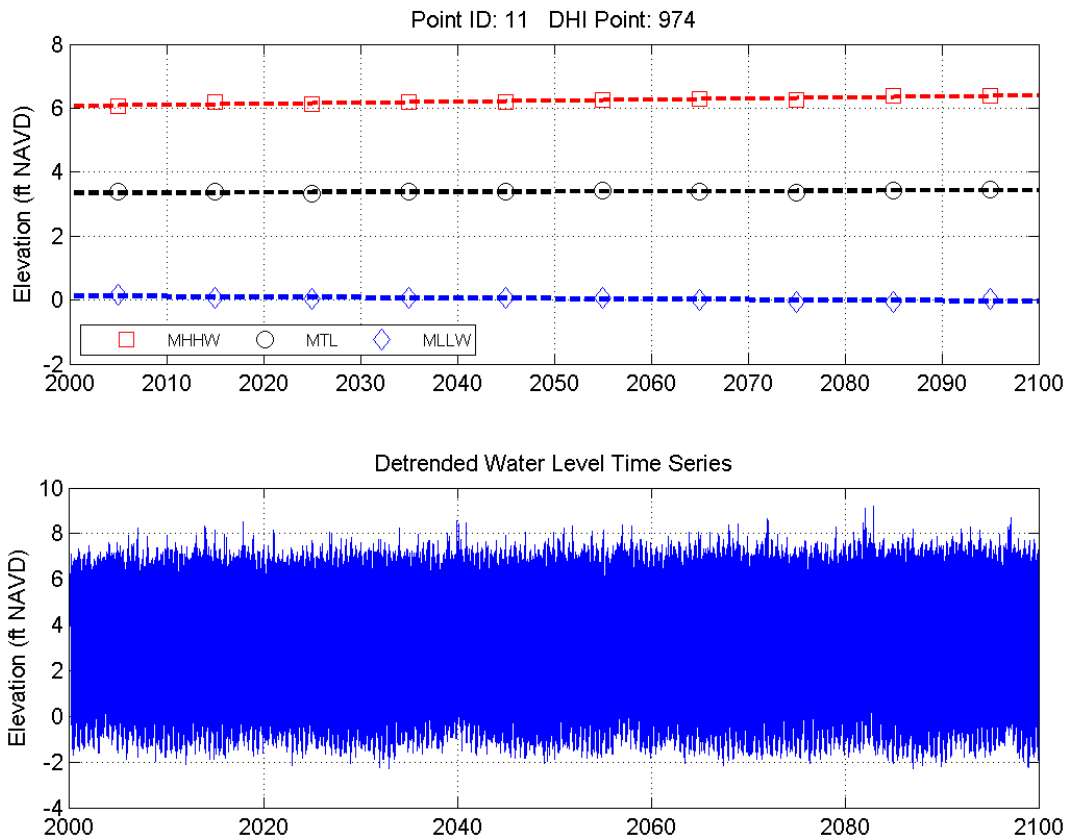 Point ID: 11 DHI Point: 974
Elevation (ft NAVD)
8
6
4
2
0
-2
MHHW MTL MLLW
2000 2010 2020 2030 2040 2050 2060 2070 2080 2090 2100
Detrended Water Level Time Series
Elevation (ft NAVD)
10
8
6
4
2
0
-2
-4
2000 2020 2040 2060 2080 2100